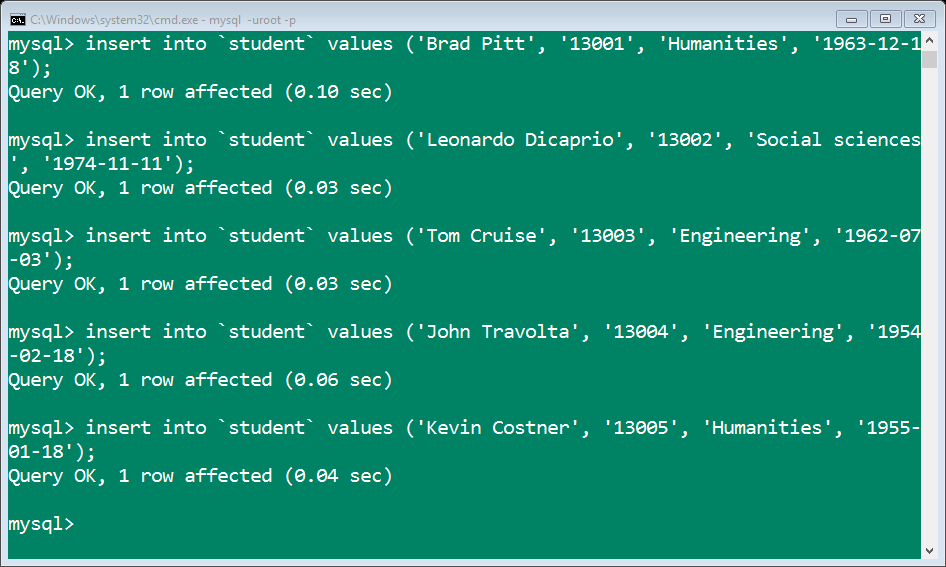 C:\Windows\system32\cmd.exe - mysql  -uroot -p
mysql> insert into `student` values ('Brad Pitt', '13001', 'Humanities', '1963-12-1
8');
Query OK, 1 row affected (0.10 sec)
mysql> insert into `student` values ('Leonardo Dicaprio', '13002', 'Social sciences
', '1974-11-11');
Query OK, 1 row affected (0.03 sec)
mysql> insert into `student` values ('Tom Cruise', '13003', 'Engineering', '1962-07
-03');
Query OK, 1 row affected (0.03 sec)
mysql> insert into `student` values ('John Travolta', '13004', 'Engineering', '1954
-02-18');
Query OK, 1 row affected (0.06 sec)
mysql> insert into `student` values ('Kevin Costner', '13005', 'Humanities', '1955-
01-18');
Query OK, 1 row affected (0.04 sec)
mysql>